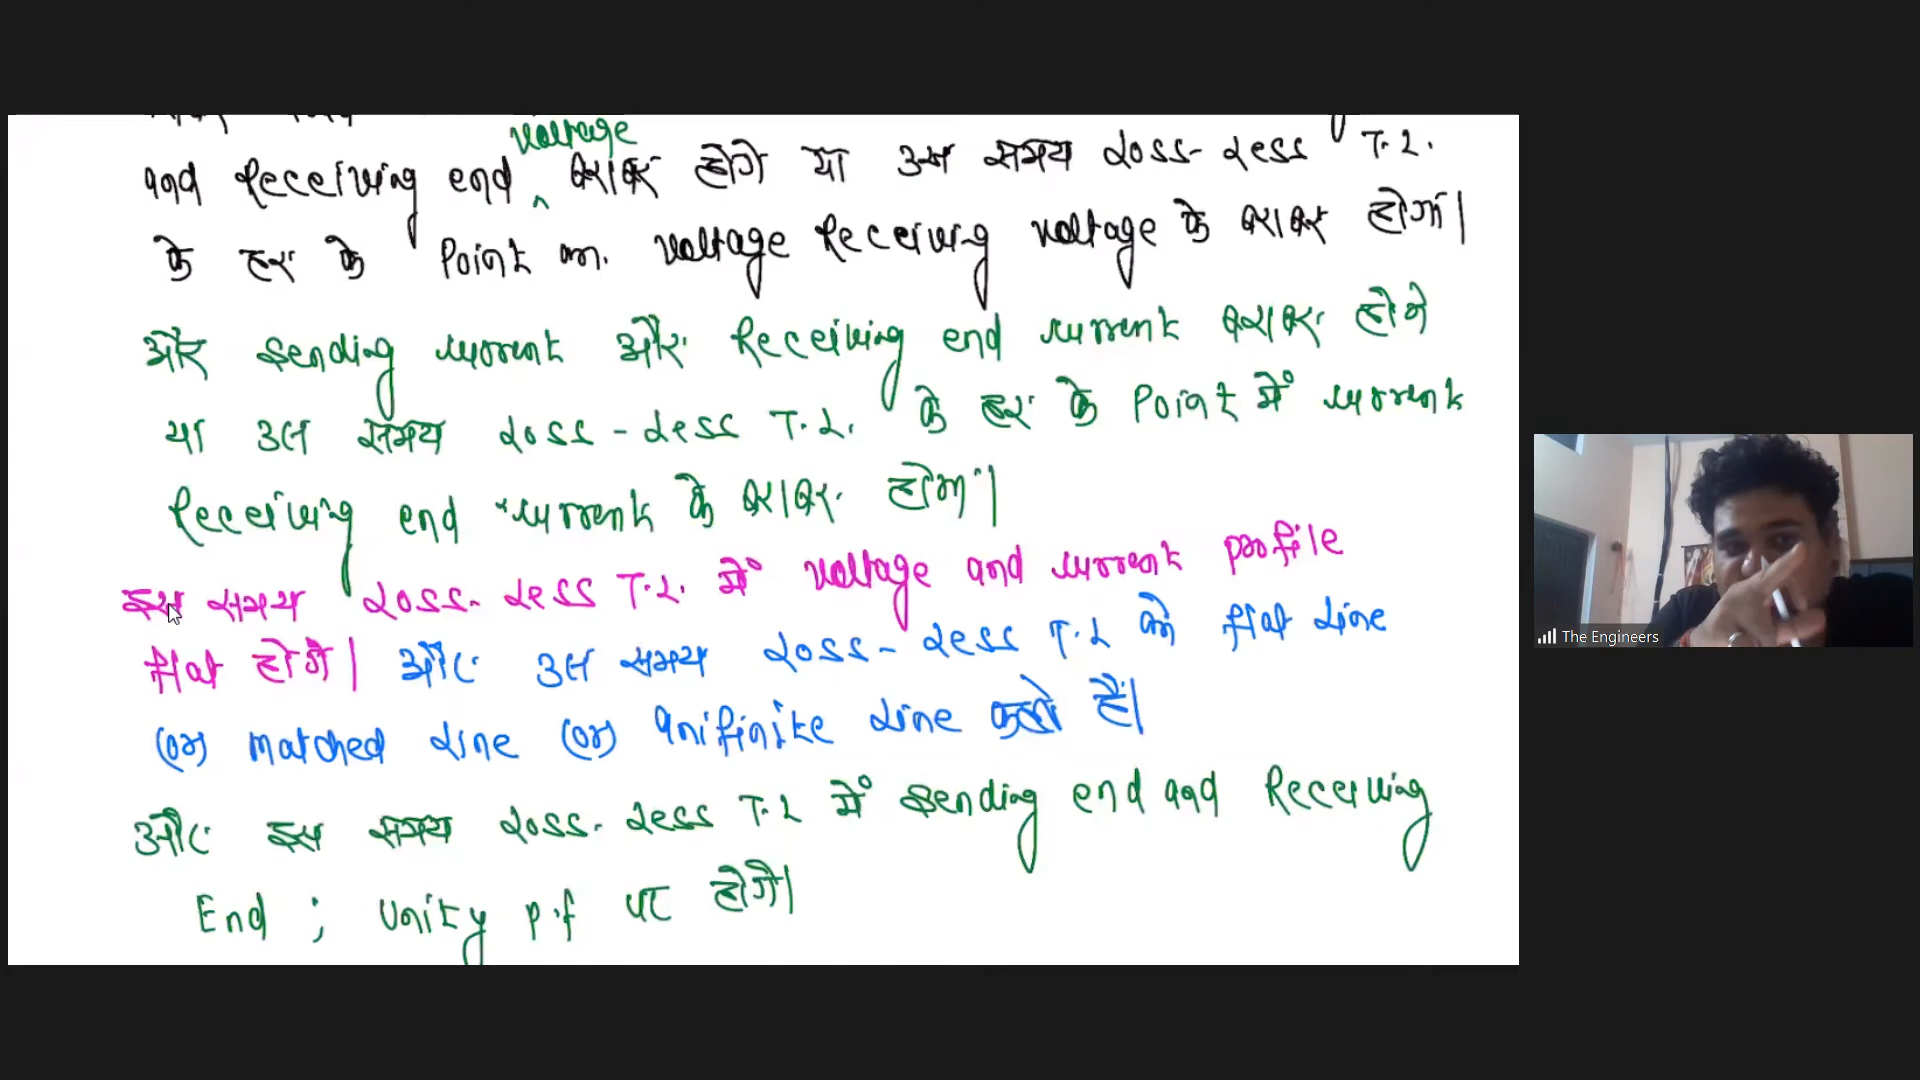 voltage
and Receiving end ^ बराबर होंगे या उस समय Loss-Less T.L.
के हर के Point का voltage Receiving voltage के बराबर होगा।
और sending current और Receiving end current बराबर होंगे
या उस समय Loss-Less T.L. के हर के Point में current
Receiving end current के बराबर होगा।
इस समय Loss-Less T.L. में voltage and current profile
flat होंगे। और उस समय Loss-Less T.L को flat Line
(or) matched Line (or) Inifinite Line कहते हैं।
और इस समय Loss-Less T.L में sending end and Receiving
End ; Unity p.f पर होंगे।
The Engineers